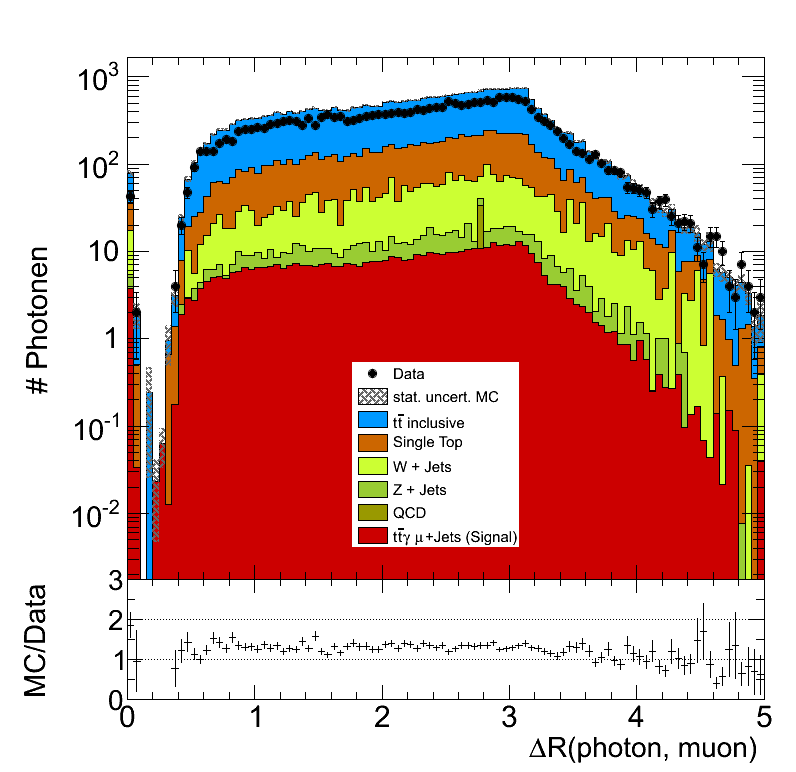 # Photonen
10³
10²
10
1
10⁻¹
10⁻²
Data
stat. uncert. MC
tt̅ inclusive
Single Top
W + Jets
Z + Jets
QCD
tt̅γ μ+Jets (Signal)
MC/Data
3
2
1
0
0 1 2 3 4 5
ΔR(photon, muon)